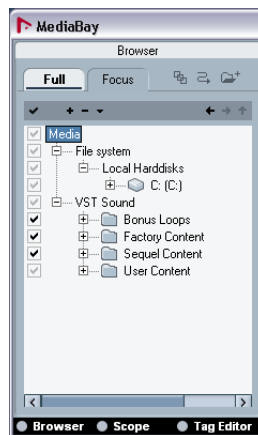 MediaBay
Browser
Full Focus
Media
File system
Local Harddisks
C: (C:)
VST Sound
Bonus Loops
Factory Content
Sequel Content
User Content
Browser Scope Tag Editor